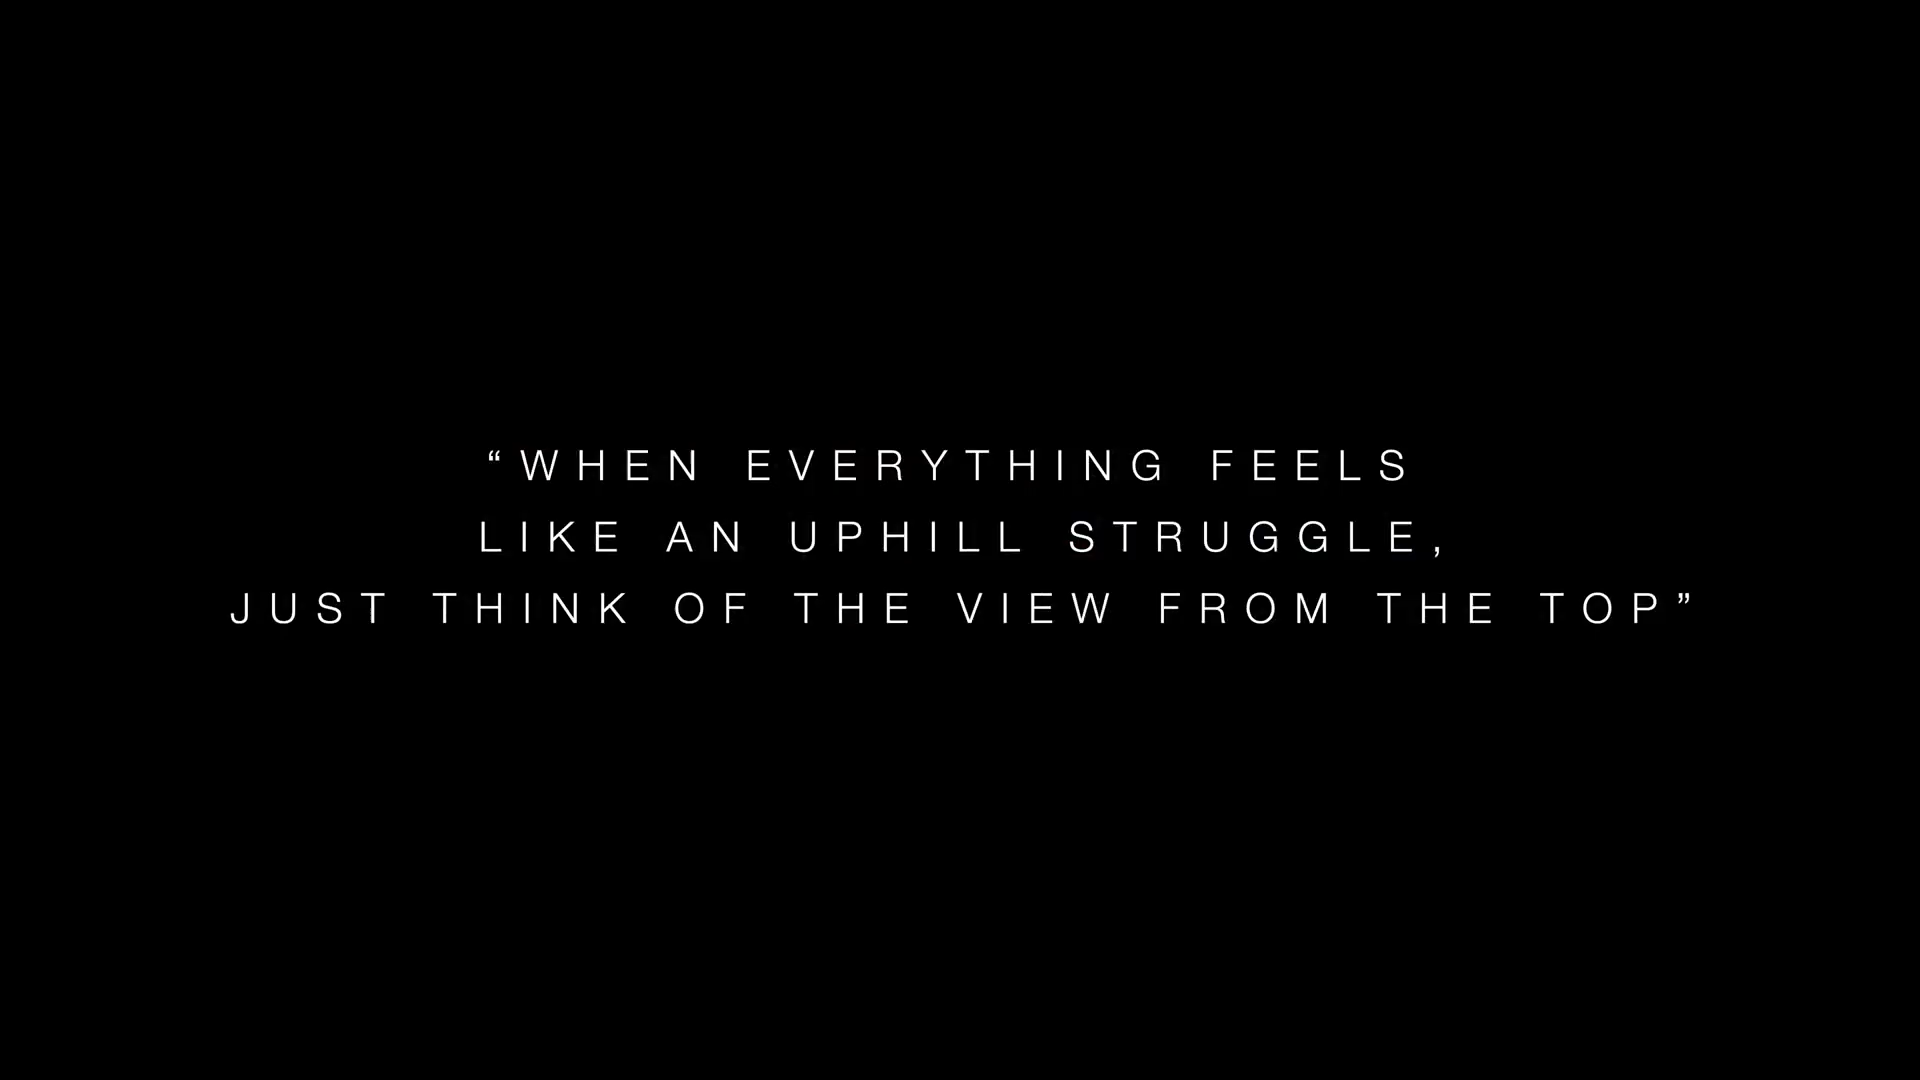 “WHEN EVERYTHING FEELS
LIKE AN UPHILL STRUGGLE,
JUST THINK OF THE VIEW FROM THE TOP”